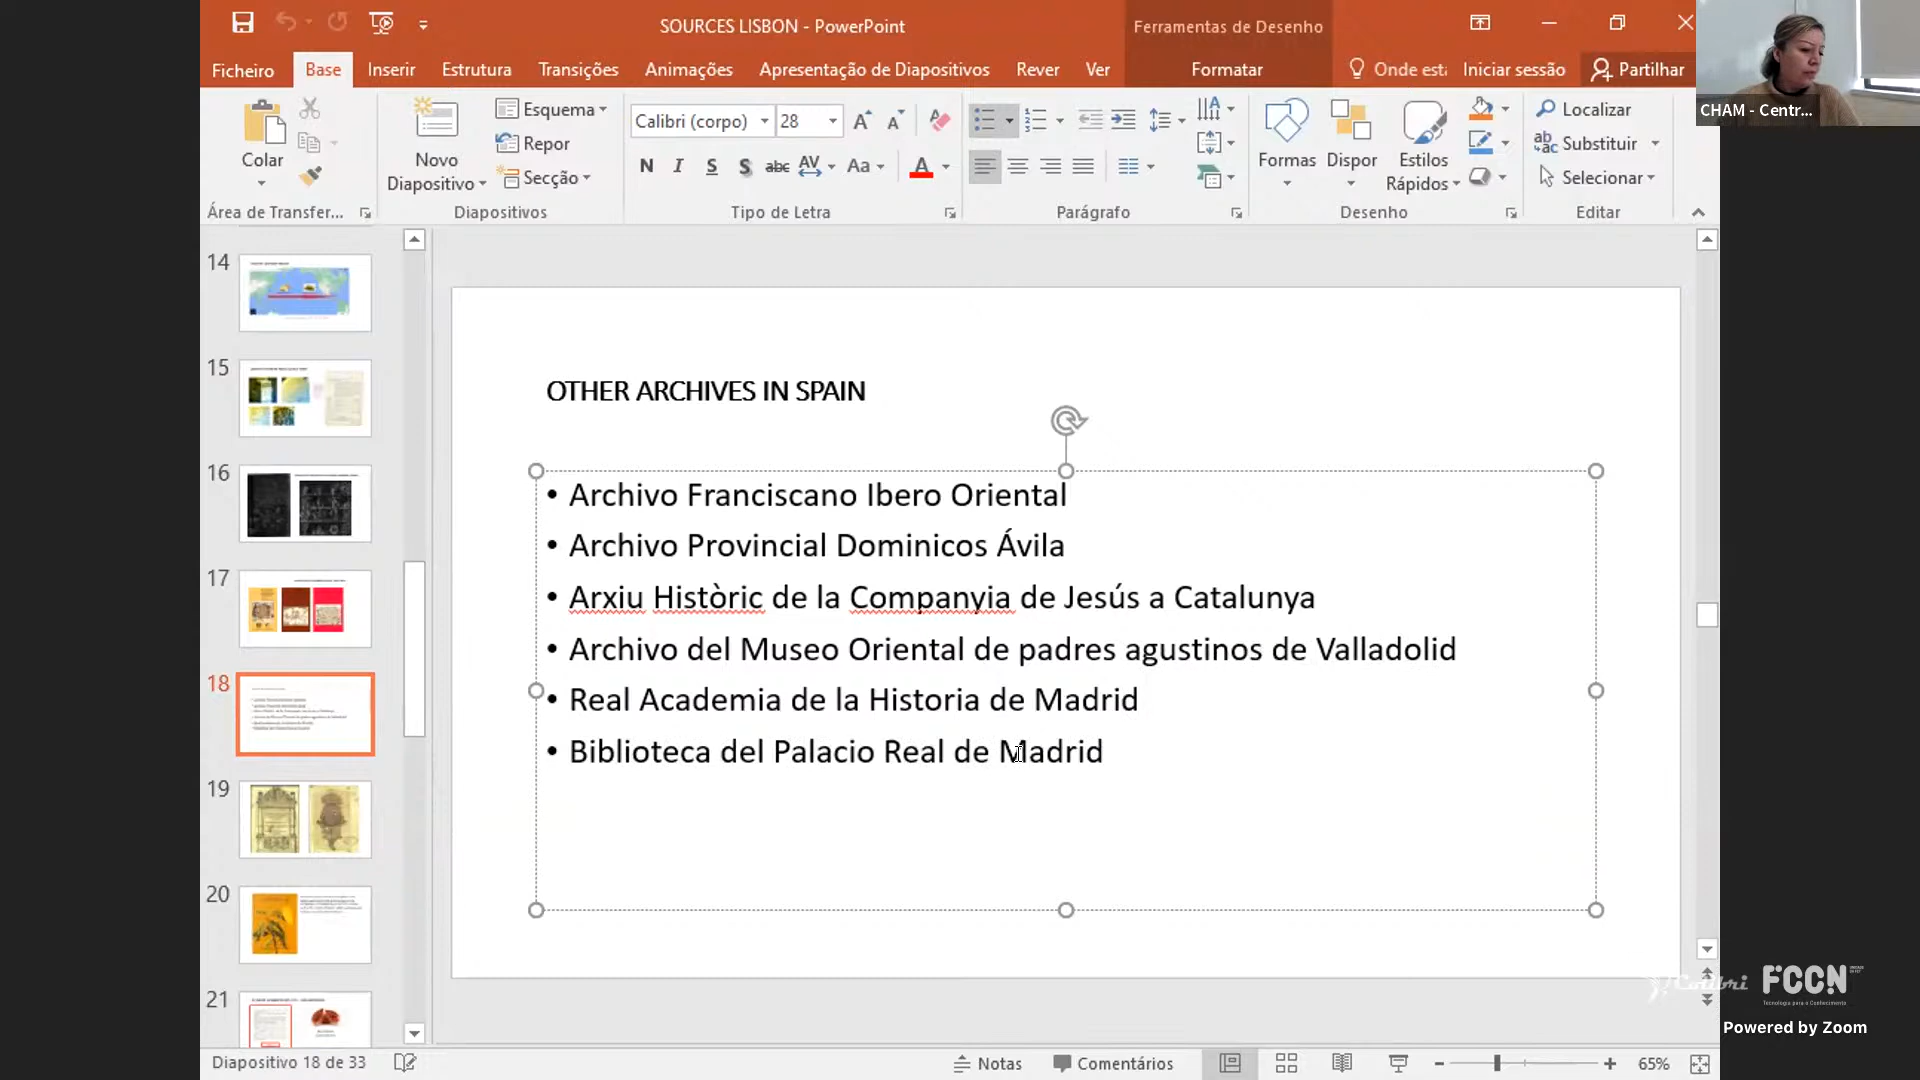 SOURCES LISBON - PowerPoint
Ferramentas de Desenho
Ficheiro
Base
Inserir
Estrutura
Transições
Animações
Apresentação de Diapositivos
Rever
Ver
Formatar
Onde está
Iniciar sessão
Partilhar
CHAM - Centr...
Colar
Novo
Diapositivo
Esquema
Repor
Secção
Calibri (corpo)
28
N I S S abc AV Aa A
Formas
Dispor
Estilos
Rápidos
Localizar
Substituir
Selecionar
Área de Transfer...
Diapositivos
Tipo de Letra
Parágrafo
Desenho
Editar
14
15
16
17
18
19
20
21
OTHER ARCHIVES IN SPAIN
• Archivo Franciscano Ibero Oriental
• Archivo Provincial Dominicos Ávila
• Arxiu Històric de la Companyia de Jesús a Catalunya
• Archivo del Museo Oriental de padres agustinos de Valladolid
• Real Academia de la Historia de Madrid
• Biblioteca del Palacio Real de Madrid
Colibri
FCCN
Tecnologia para o Conhecimento
Powered by Zoom
Diapositivo 18 de 33
Notas
Comentários
65%